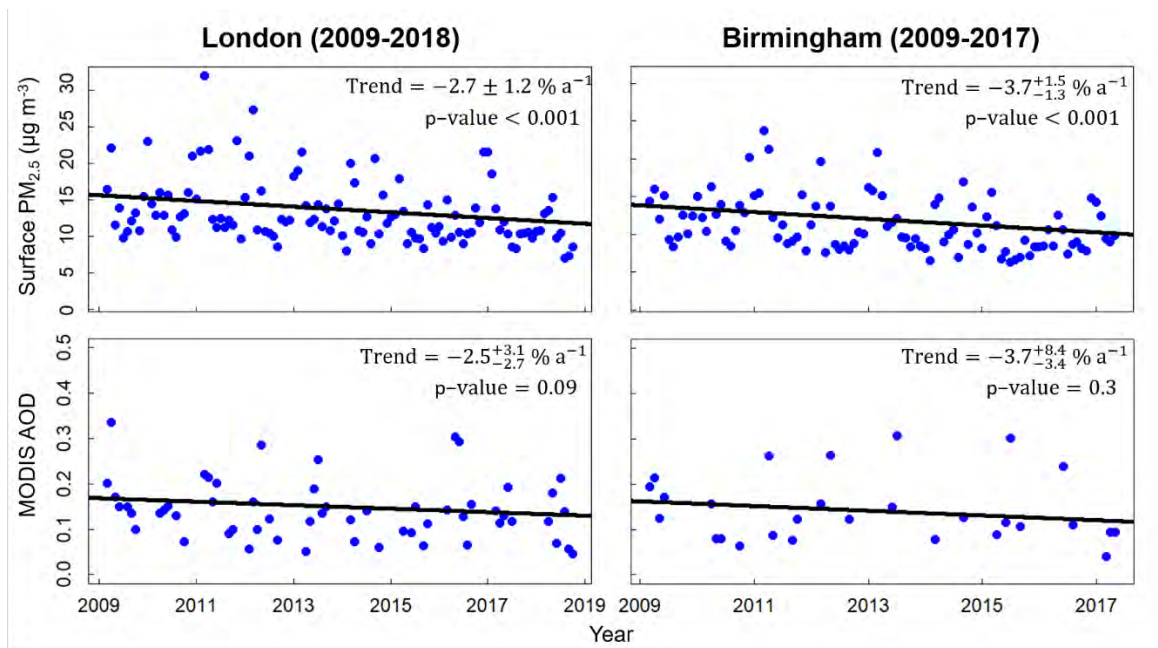 London (2009-2018)
Birmingham (2009-2017)
Surface PM₂.₅ (µg m⁻³)
30
25
20
15
10
5
0
Trend = −2.7 ± 1.2 % a⁻¹
p−value < 0.001
Trend = −3.7 +1.5 −1.3 % a⁻¹
p−value < 0.001
MODIS AOD
0.5
0.4
0.3
0.2
0.1
0.0
Trend = −2.5 +3.1 −2.7 % a⁻¹
p−value = 0.09
Trend = −3.7 +8.4 −3.4 % a⁻¹
p−value = 0.3
2009 2011 2013 2015 2017 2019
2009 2011 2013 2015 2017
Year